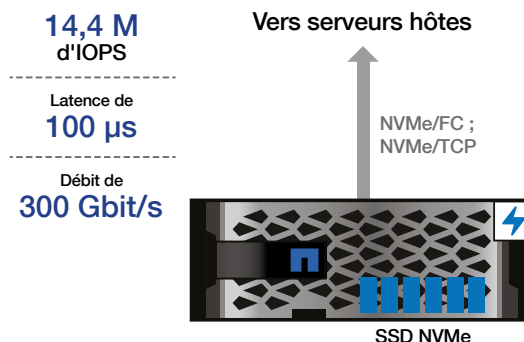 14,4 M
d'IOPS
Latence de
100 µs
Débit de
300 Gbit/s
Vers serveurs hôtes
NVMe/FC ;
NVMe/TCP
SSD NVMe